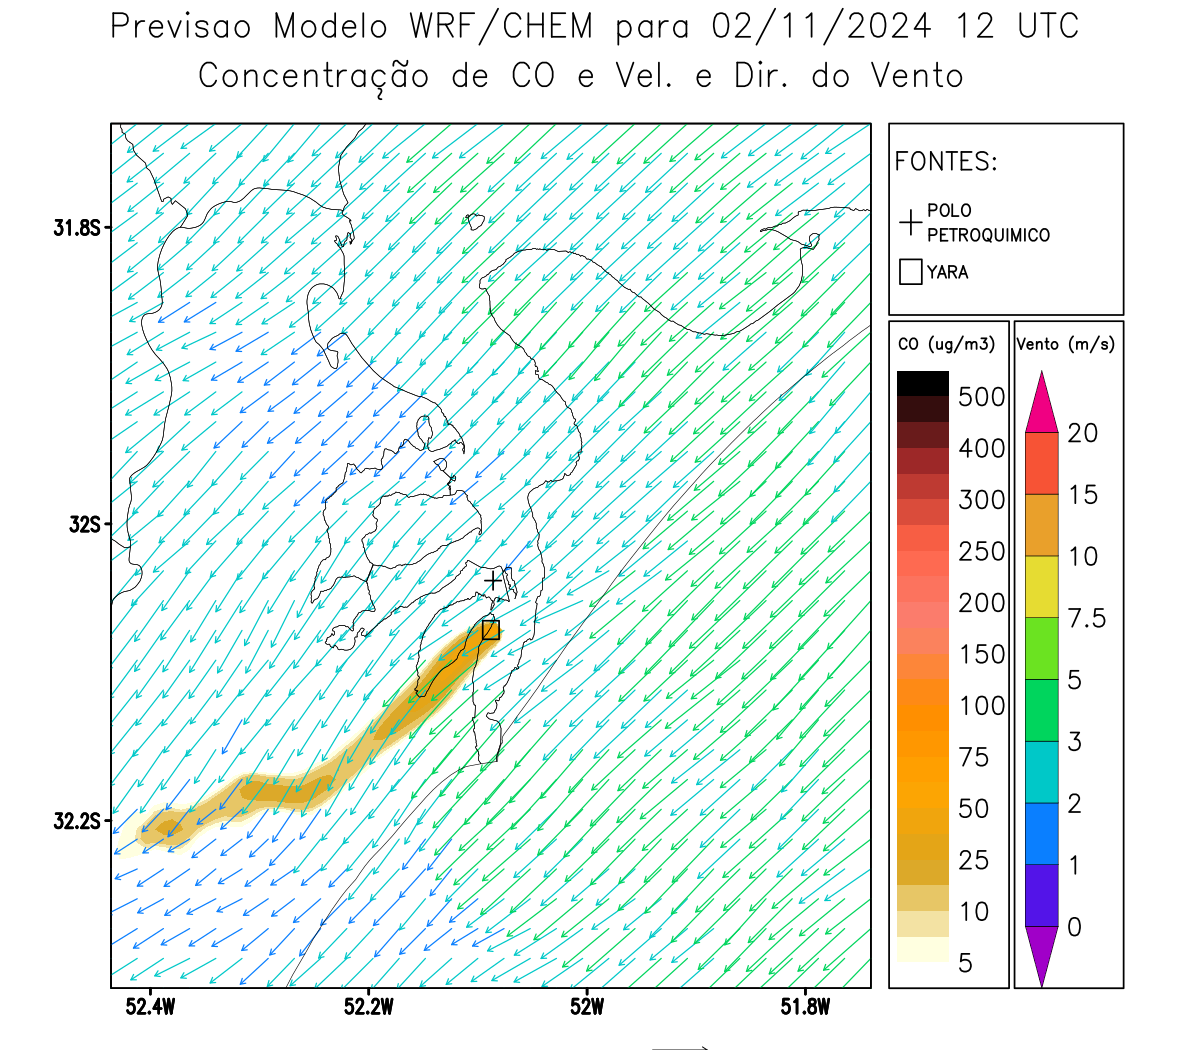 Previsao Modelo WRF/CHEM para 02/11/2024 12 UTC
Concentração de CO e Vel. e Dir. do Vento
FONTES:
POLO
PETROQUIMICO
YARA
CO (ug/m3)
500
400
300
250
200
150
100
75
50
25
10
5
Vento (m/s)
20
15
10
7.5
5
3
2
1
0
31.8S
32S
32.2S
52.4W
52.2W
52W
51.8W